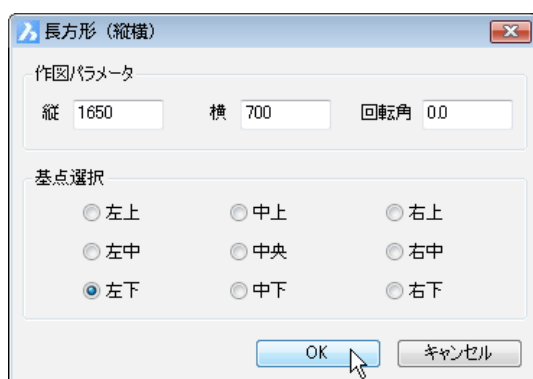 長方形（縦横）
作図パラメータ
縦 1650 横 700 回転角 0.0
基点選択
左上 中上 右上
左中 中央 右中
左下 中下 右下
OK キャンセル